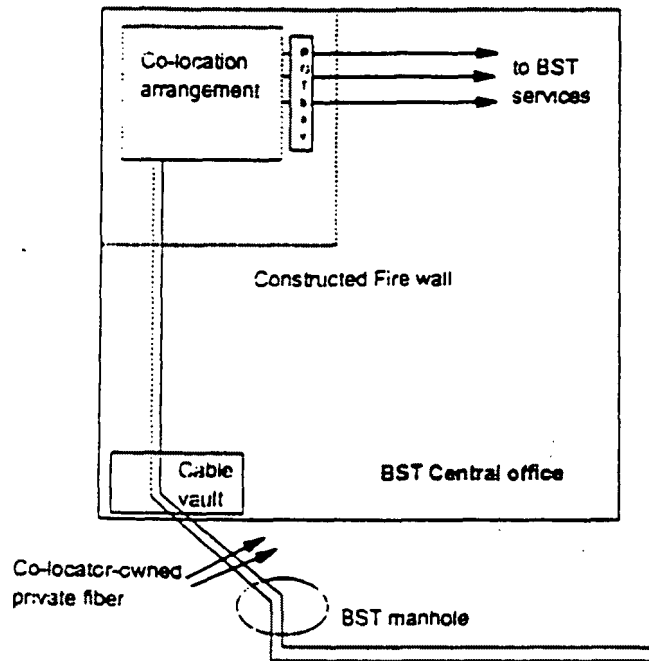 Co-location
arrangement
to BST
services
Constructed Fire wall
Cable
vault
BST Central office
Co-locator-owned
private fiber
BST manhole